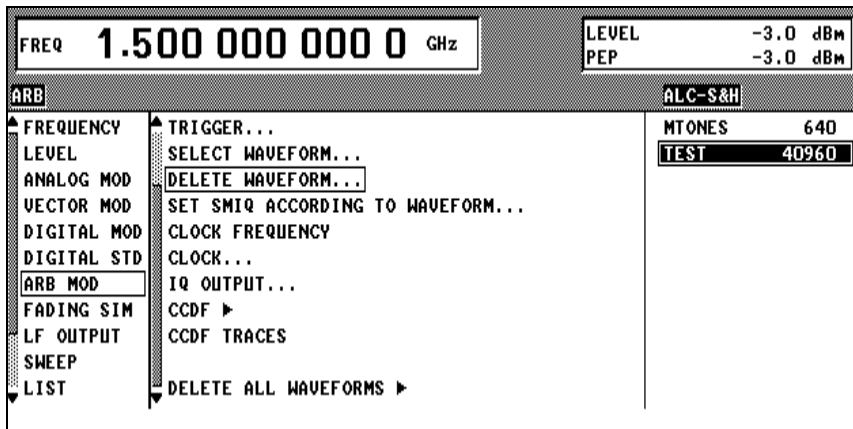 FREQ 1.500 000 000 0 GHz
LEVEL -3.0 dBm
PEP -3.0 dBm
ARB
ALC-S&H
FREQUENCY
LEVEL
ANALOG MOD
VECTOR MOD
DIGITAL MOD
DIGITAL STD
ARB MOD
FADING SIM
LF OUTPUT
SWEEP
LIST
TRIGGER...
SELECT WAVEFORM...
DELETE WAVEFORM...
SET SMIQ ACCORDING TO WAVEFORM...
CLOCK FREQUENCY
CLOCK...
IQ OUTPUT...
CCDF ▶
CCDF TRACES
DELETE ALL WAVEFORMS ▶
MTONES 640
TEST 40960